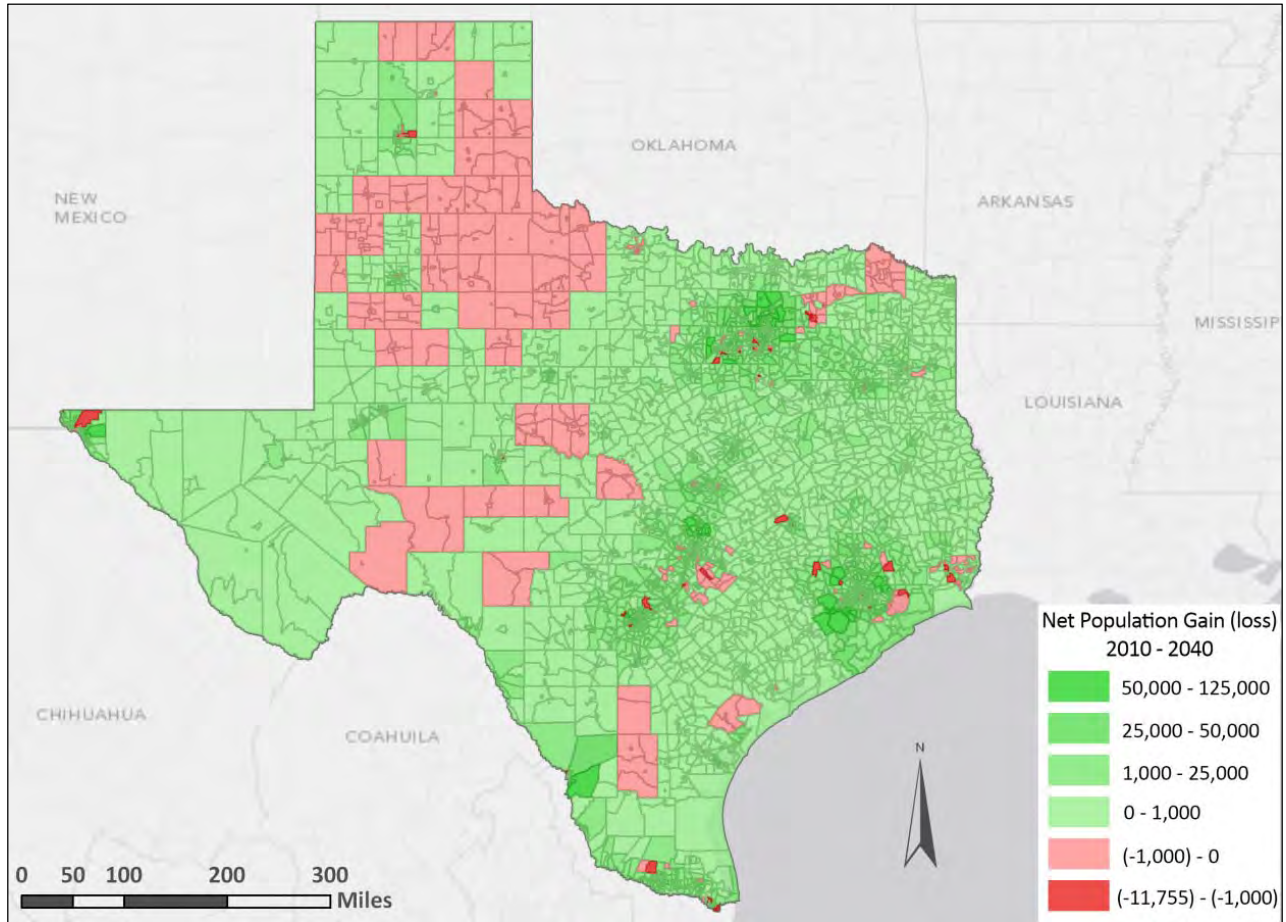 OKLAHOMA
NEW
MEXICO
ARKANSAS
MISSISSIP
LOUISIANA
CHIHUAHUA
COAHUILA
N
0 50 100 200 300
Miles
Net Population Gain (loss)
2010 - 2040
50,000 - 125,000
25,000 - 50,000
1,000 - 25,000
0 - 1,000
(-1,000) - 0
(-11,755) - (-1,000)